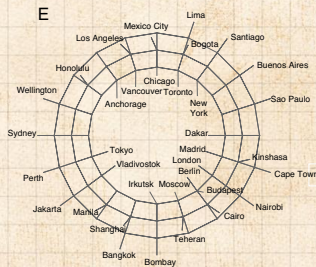 E
Lima
Mexico City
Los Angeles
Bogota
Santiago
Honolulu
Buenos Aires
Chicago
Vancouver
Toronto
Wellington
Anchorage
New
York
Sao Paulo
Sydney
Dakar
Tokyo
Madrid
Kinshasa
London
Vladivostok
Berlin
Cape Town
Perth
Irkutsk
Moscow
Budapest
Jakarta
Manila
Nairobi
Cairo
Shanghai
Teheran
Bangkok
Bombay